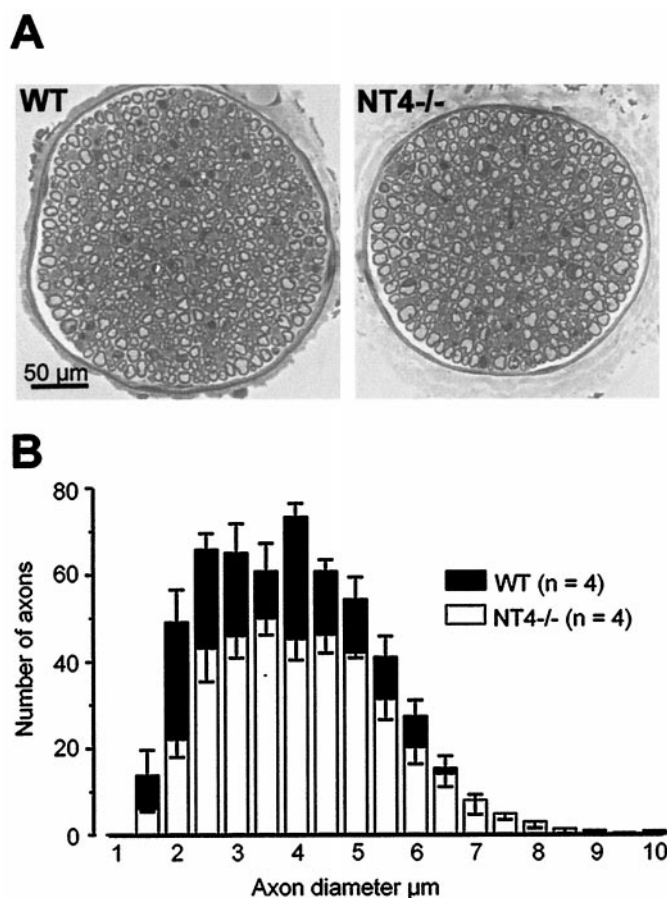 A
WT
NT4-/-
50 µm
B
80
60
40
20
0
Number of axons
WT (n = 4)
NT4-/- (n = 4)
1 2 3 4 5 6 7 8 9 10
Axon diameter µm